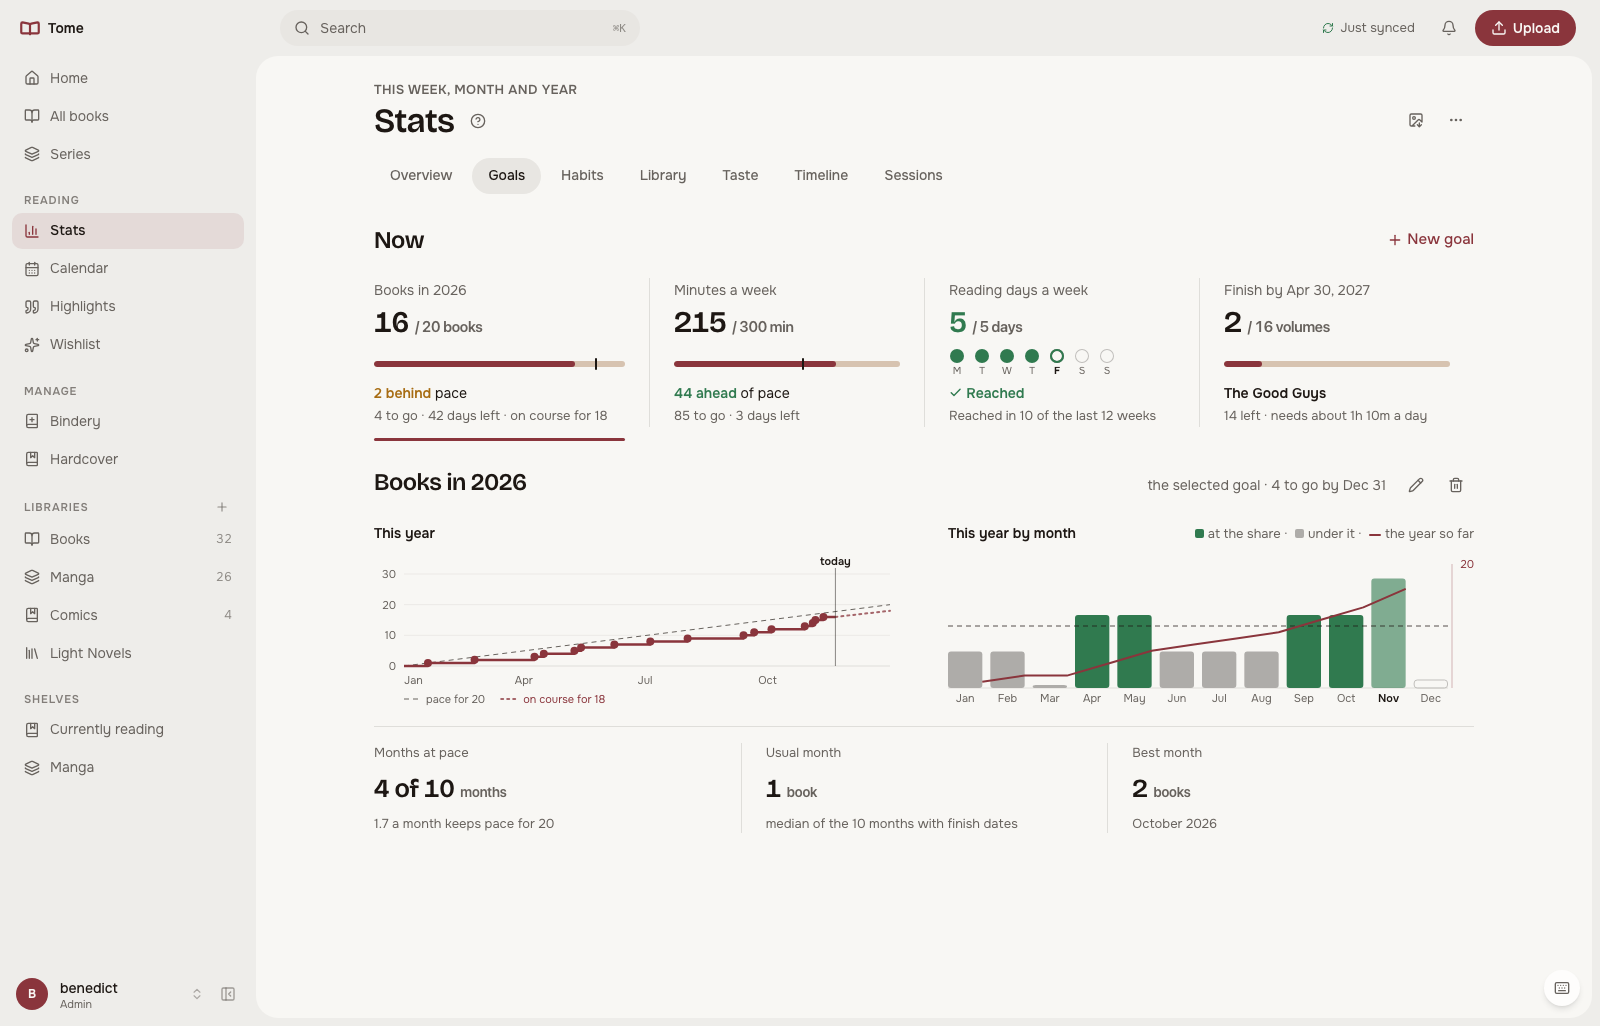 Tome
Search
⌘K
Just synced
Upload
Home
All books
Series
READING
Stats
Calendar
Highlights
Wishlist
MANAGE
Bindery
Hardcover
LIBRARIES
Books 32
Manga 26
Comics 4
Light Novels
SHELVES
Currently reading
Manga
B
benedict
Admin
THIS WEEK, MONTH AND YEAR
Stats
Overview Goals Habits Library Taste Timeline Sessions
Now
New goal
Books in 2026
16 / 20 books
2 behind pace
4 to go · 42 days left · on course for 18
Minutes a week
215 / 300 min
44 ahead of pace
85 to go · 3 days left
Reading days a week
5 / 5 days
M T W T F S S
Reached
Reached in 10 of the last 12 weeks
Finish by Apr 30, 2027
2 / 16 volumes
The Good Guys
14 left · needs about 1h 10m a day
Books in 2026
the selected goal · 4 to go by Dec 31
This year
today
30
20
10
0
Jan Apr Jul Oct
pace for 20 on course for 18
This year by month
at the share · under it · the year so far
20
Jan Feb Mar Apr May Jun Jul Aug Sep Oct Nov Dec
Months at pace
4 of 10 months
1.7 a month keeps pace for 20
Usual month
1 book
median of the 10 months with finish dates
Best month
2 books
October 2026